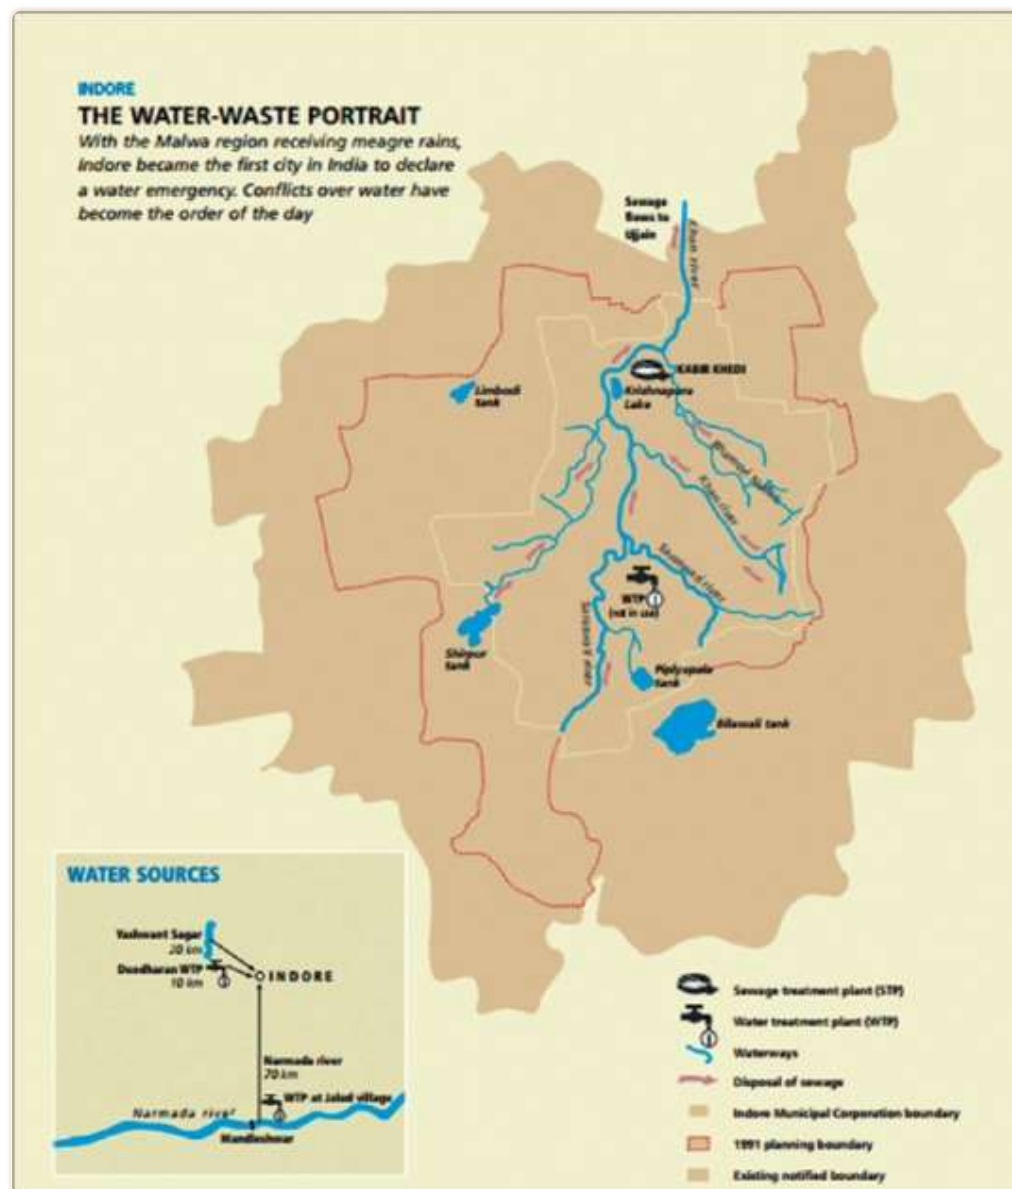 INDORE
THE WATER-WASTE PORTRAIT
With the Malwa region receiving meagre rains,
Indore became the first city in India to declare
a water emergency. Conflicts over water have
become the order of the day
Sewage
flows to
Ujjain
Khan river
KABIR KHEDI
Limbodi
tank
Krishnapura
Lake
Khan river
Saraswati river
WTP
(not in use)
Shirpur
tank
Piplyapala
tank
Bilawali tank
WATER SOURCES
Yashwant Sagar
20 km
INDORE
10 km
Narmada river
70 km
WTP at Jalud village
Narmada river
Mandleshwar
Sewage treatment plant (STP)
Water treatment plant (WTP)
Waterways
Disposal of sewage
Indore Municipal Corporation boundary
1991 planning boundary
Existing notified boundary